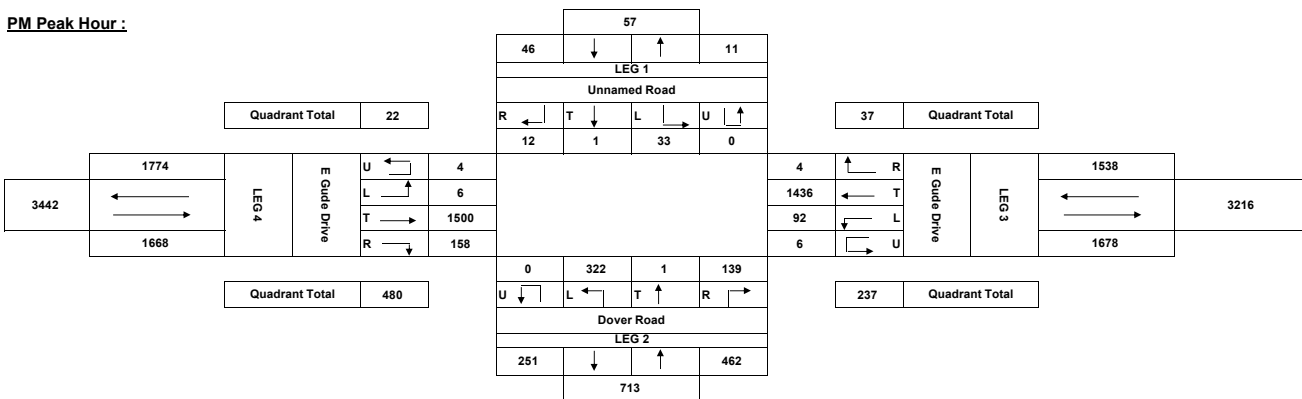 PM Peak Hour :
57
46 11
LEG 1
Unnamed Road
Quadrant Total 22 R T L U 37 Quadrant Total
12 1 33 0
1774 U 4 4 R 1538
3442 LEG 4 E Gude Drive L 6 1436 T E Gude Drive LEG 3 3216
T 1500 92 L
1668 R 158 6 U 1678
0 322 1 139
Quadrant Total 480 U L T R 237 Quadrant Total
Dover Road
LEG 2
251 462
713